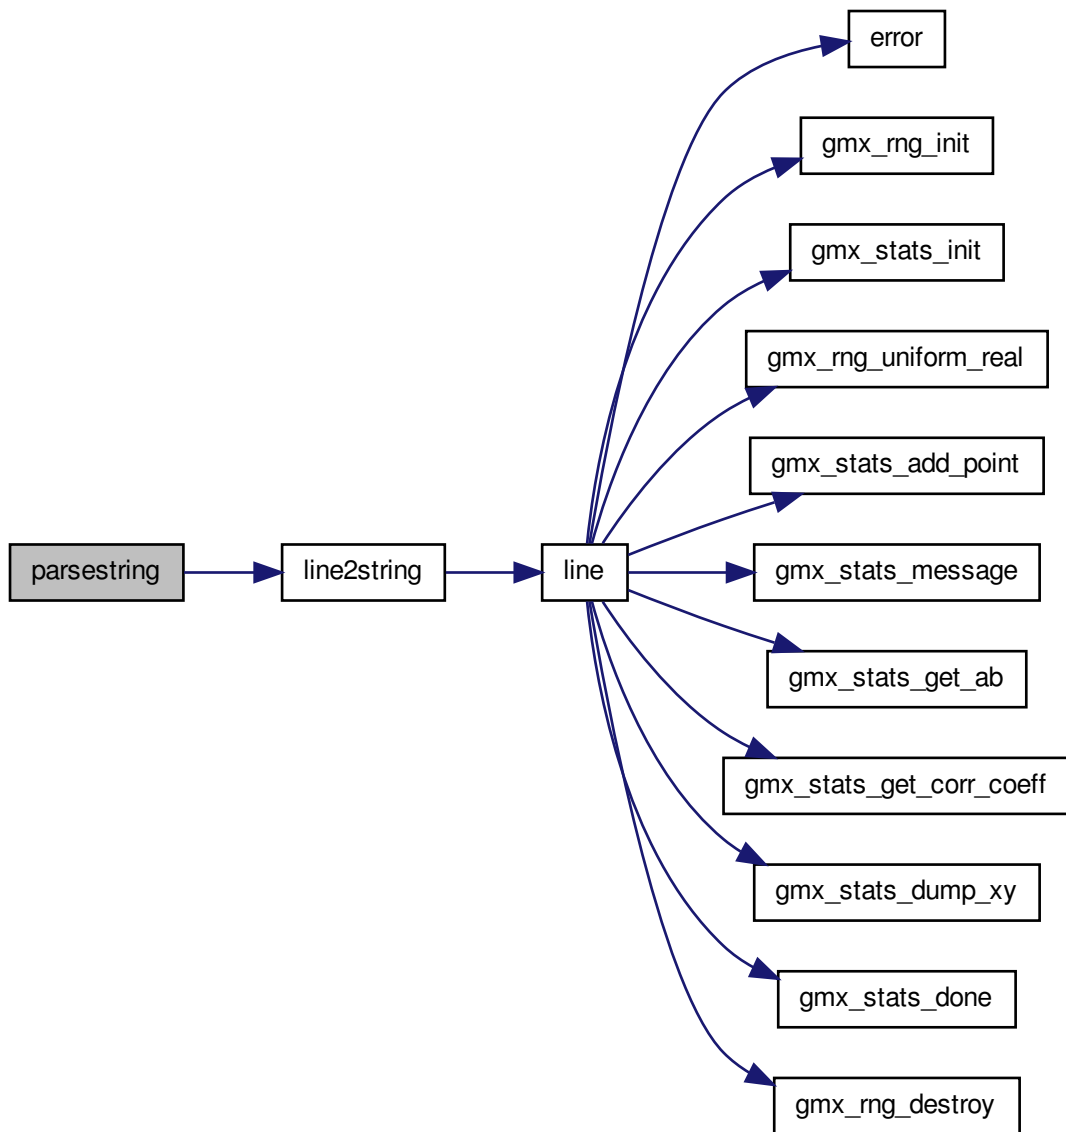 error
gmx_rng_init
gmx_stats_init
gmx_rng_uniform_real
gmx_stats_add_point
parsestring
line2string
line
gmx_stats_message
gmx_stats_get_ab
gmx_stats_get_corr_coeff
gmx_stats_dump_xy
gmx_stats_done
gmx_rng_destroy